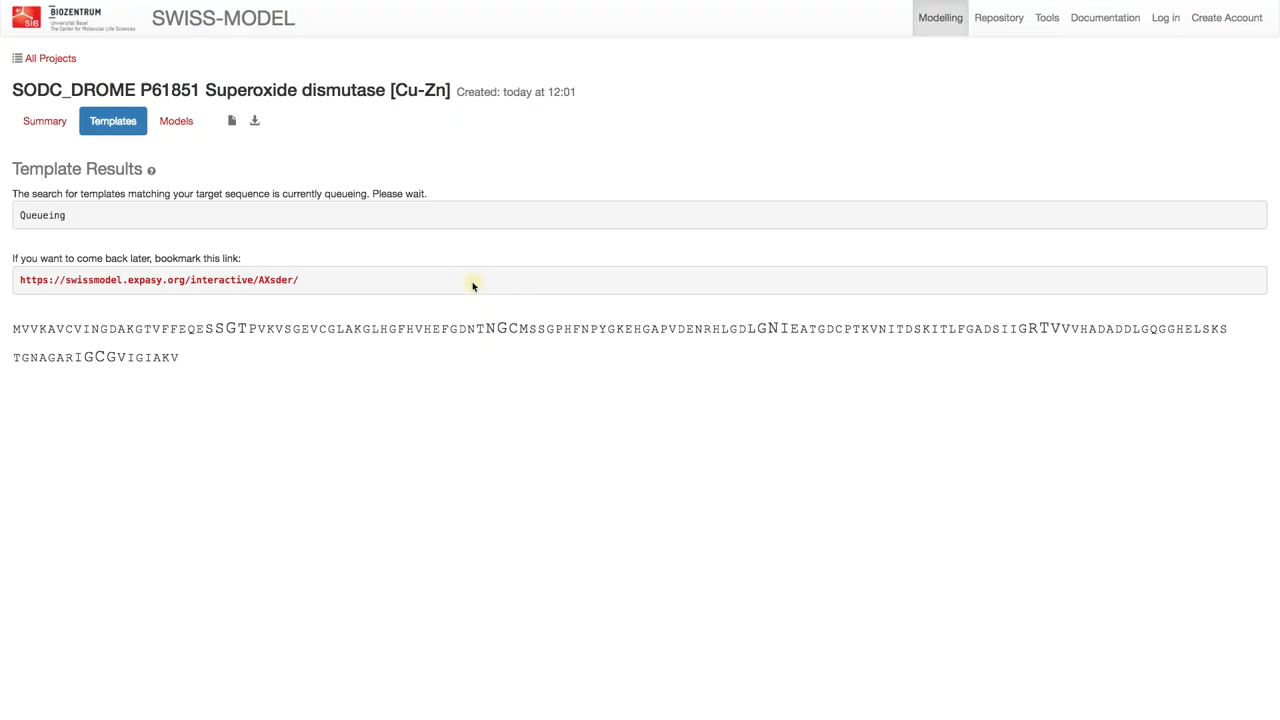 SIB BIOZENTRUM
Universität Basel
The Center for Molecular Life Sciences
SWISS-MODEL
Modelling Repository Tools Documentation Log in Create Account
All Projects
SODC_DROME P61851 Superoxide dismutase [Cu-Zn] Created: today at 12:01
Summary Templates Models
Template Results
The search for templates matching your target sequence is currently queueing. Please wait.
Queueing
If you want to come back later, bookmark this link:
https://swissmodel.expasy.org/interactive/AXsder/
MVVKAVCVINGDAKGTVFFEQESSGTPVKVSGEVCGLAKGLHGFHVHEFGDNTNGCMSSGPHFNPYGKEHGAPVDENRHLGDLGNIEATGDCPTKVNITDSKITLFGADSIIGRTVVVHADADDLGQGGHELSKS
TGNAGARIGCGVIGIAKV